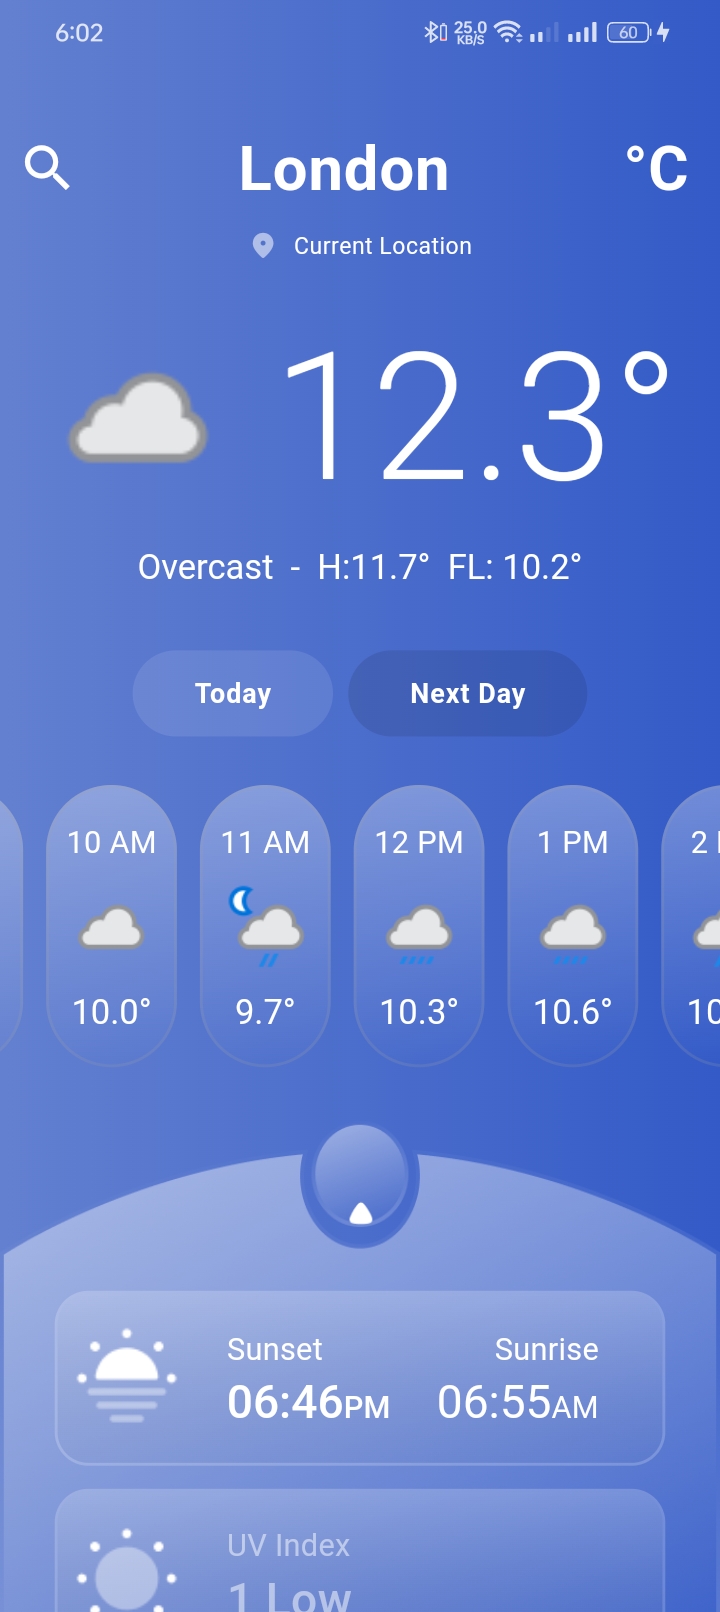 6:02 25.0 KB/S 60
London °C
Current Location
12.3°
Overcast - H:11.7° FL: 10.2°
Today Next Day
10 AM 11 AM 12 PM 1 PM 2
10.0° 9.7° 10.3° 10.6° 10
Sunset Sunrise
06:46PM 06:55AM
UV Index
1 Low